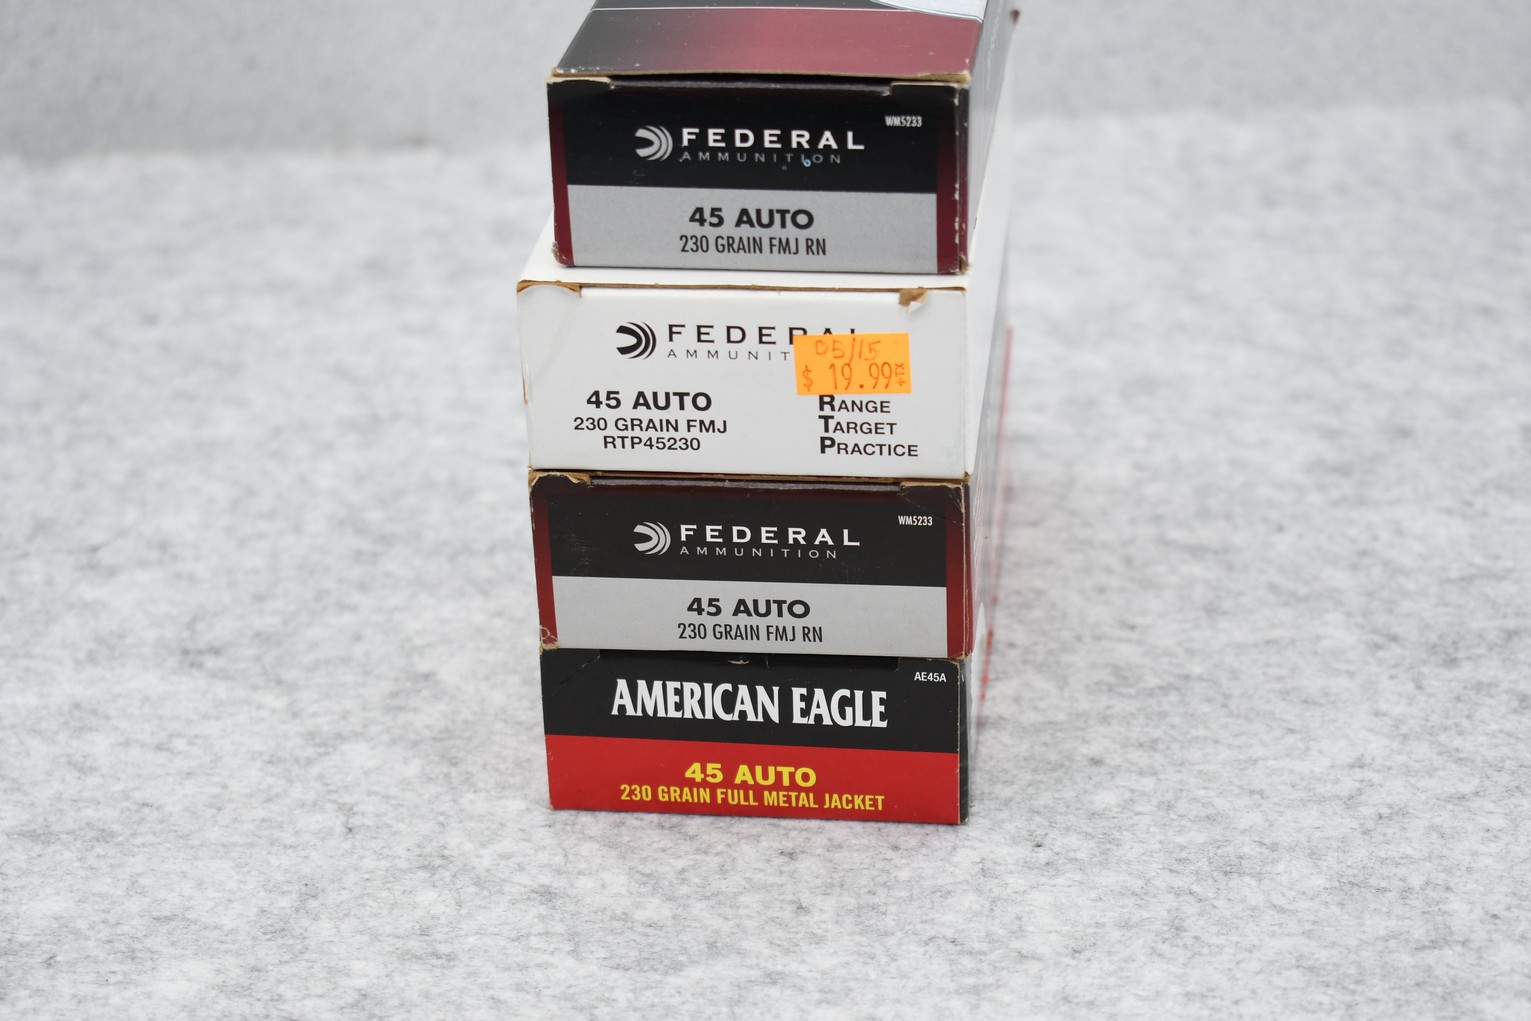 WM5233
FEDERAL
AMMUNITION
45 AUTO
230 GRAIN FMJ RN
FEDERAL
AMMUNIT
05/15
$ 19.99 +TX
45 AUTO
230 GRAIN FMJ
RTP45230
RANGE
TARGET
PRACTICE
WM5233
FEDERAL
AMMUNITION
45 AUTO
230 GRAIN FMJ RN
AE45A
AMERICAN EAGLE
45 AUTO
230 GRAIN FULL METAL JACKET